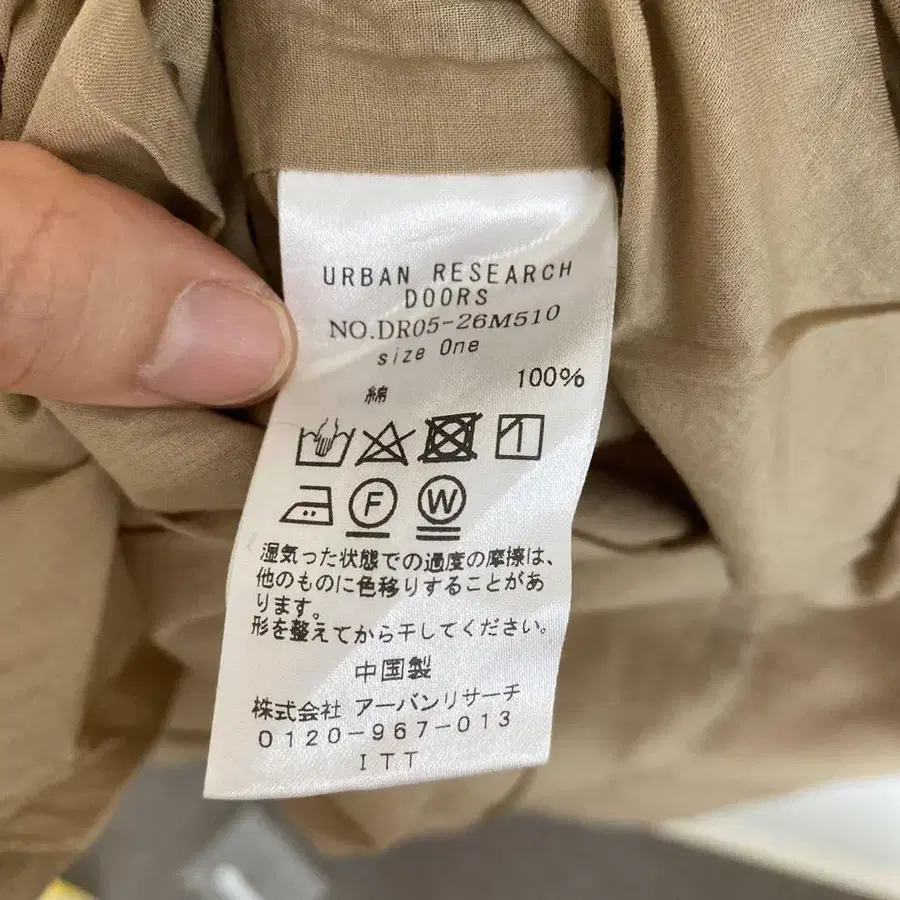 URBAN RESEARCH
DOORS
NO.DR05-26M510
size One
綿 100%
F W
湿気った状態での過度の摩擦は、
他のものに色移りすることがあ
ります。
形を整えてから干してください。
中国製
株式会社 アーバンリサーチ
0120-967-013
ITT